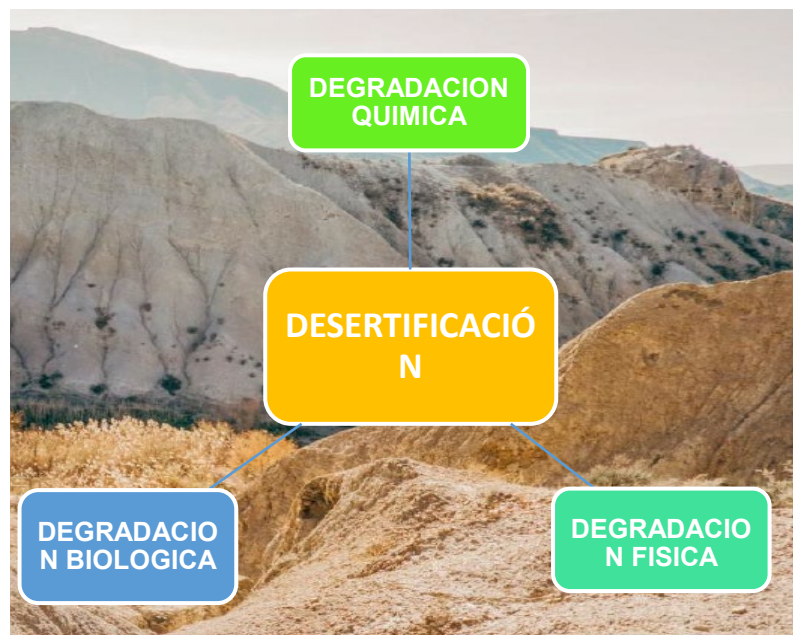 DEGRADACION
QUIMICA
DESERTIFICACIÓ
N
DEGRADACIO
N BIOLOGICA
DEGRADACIO
N FISICA